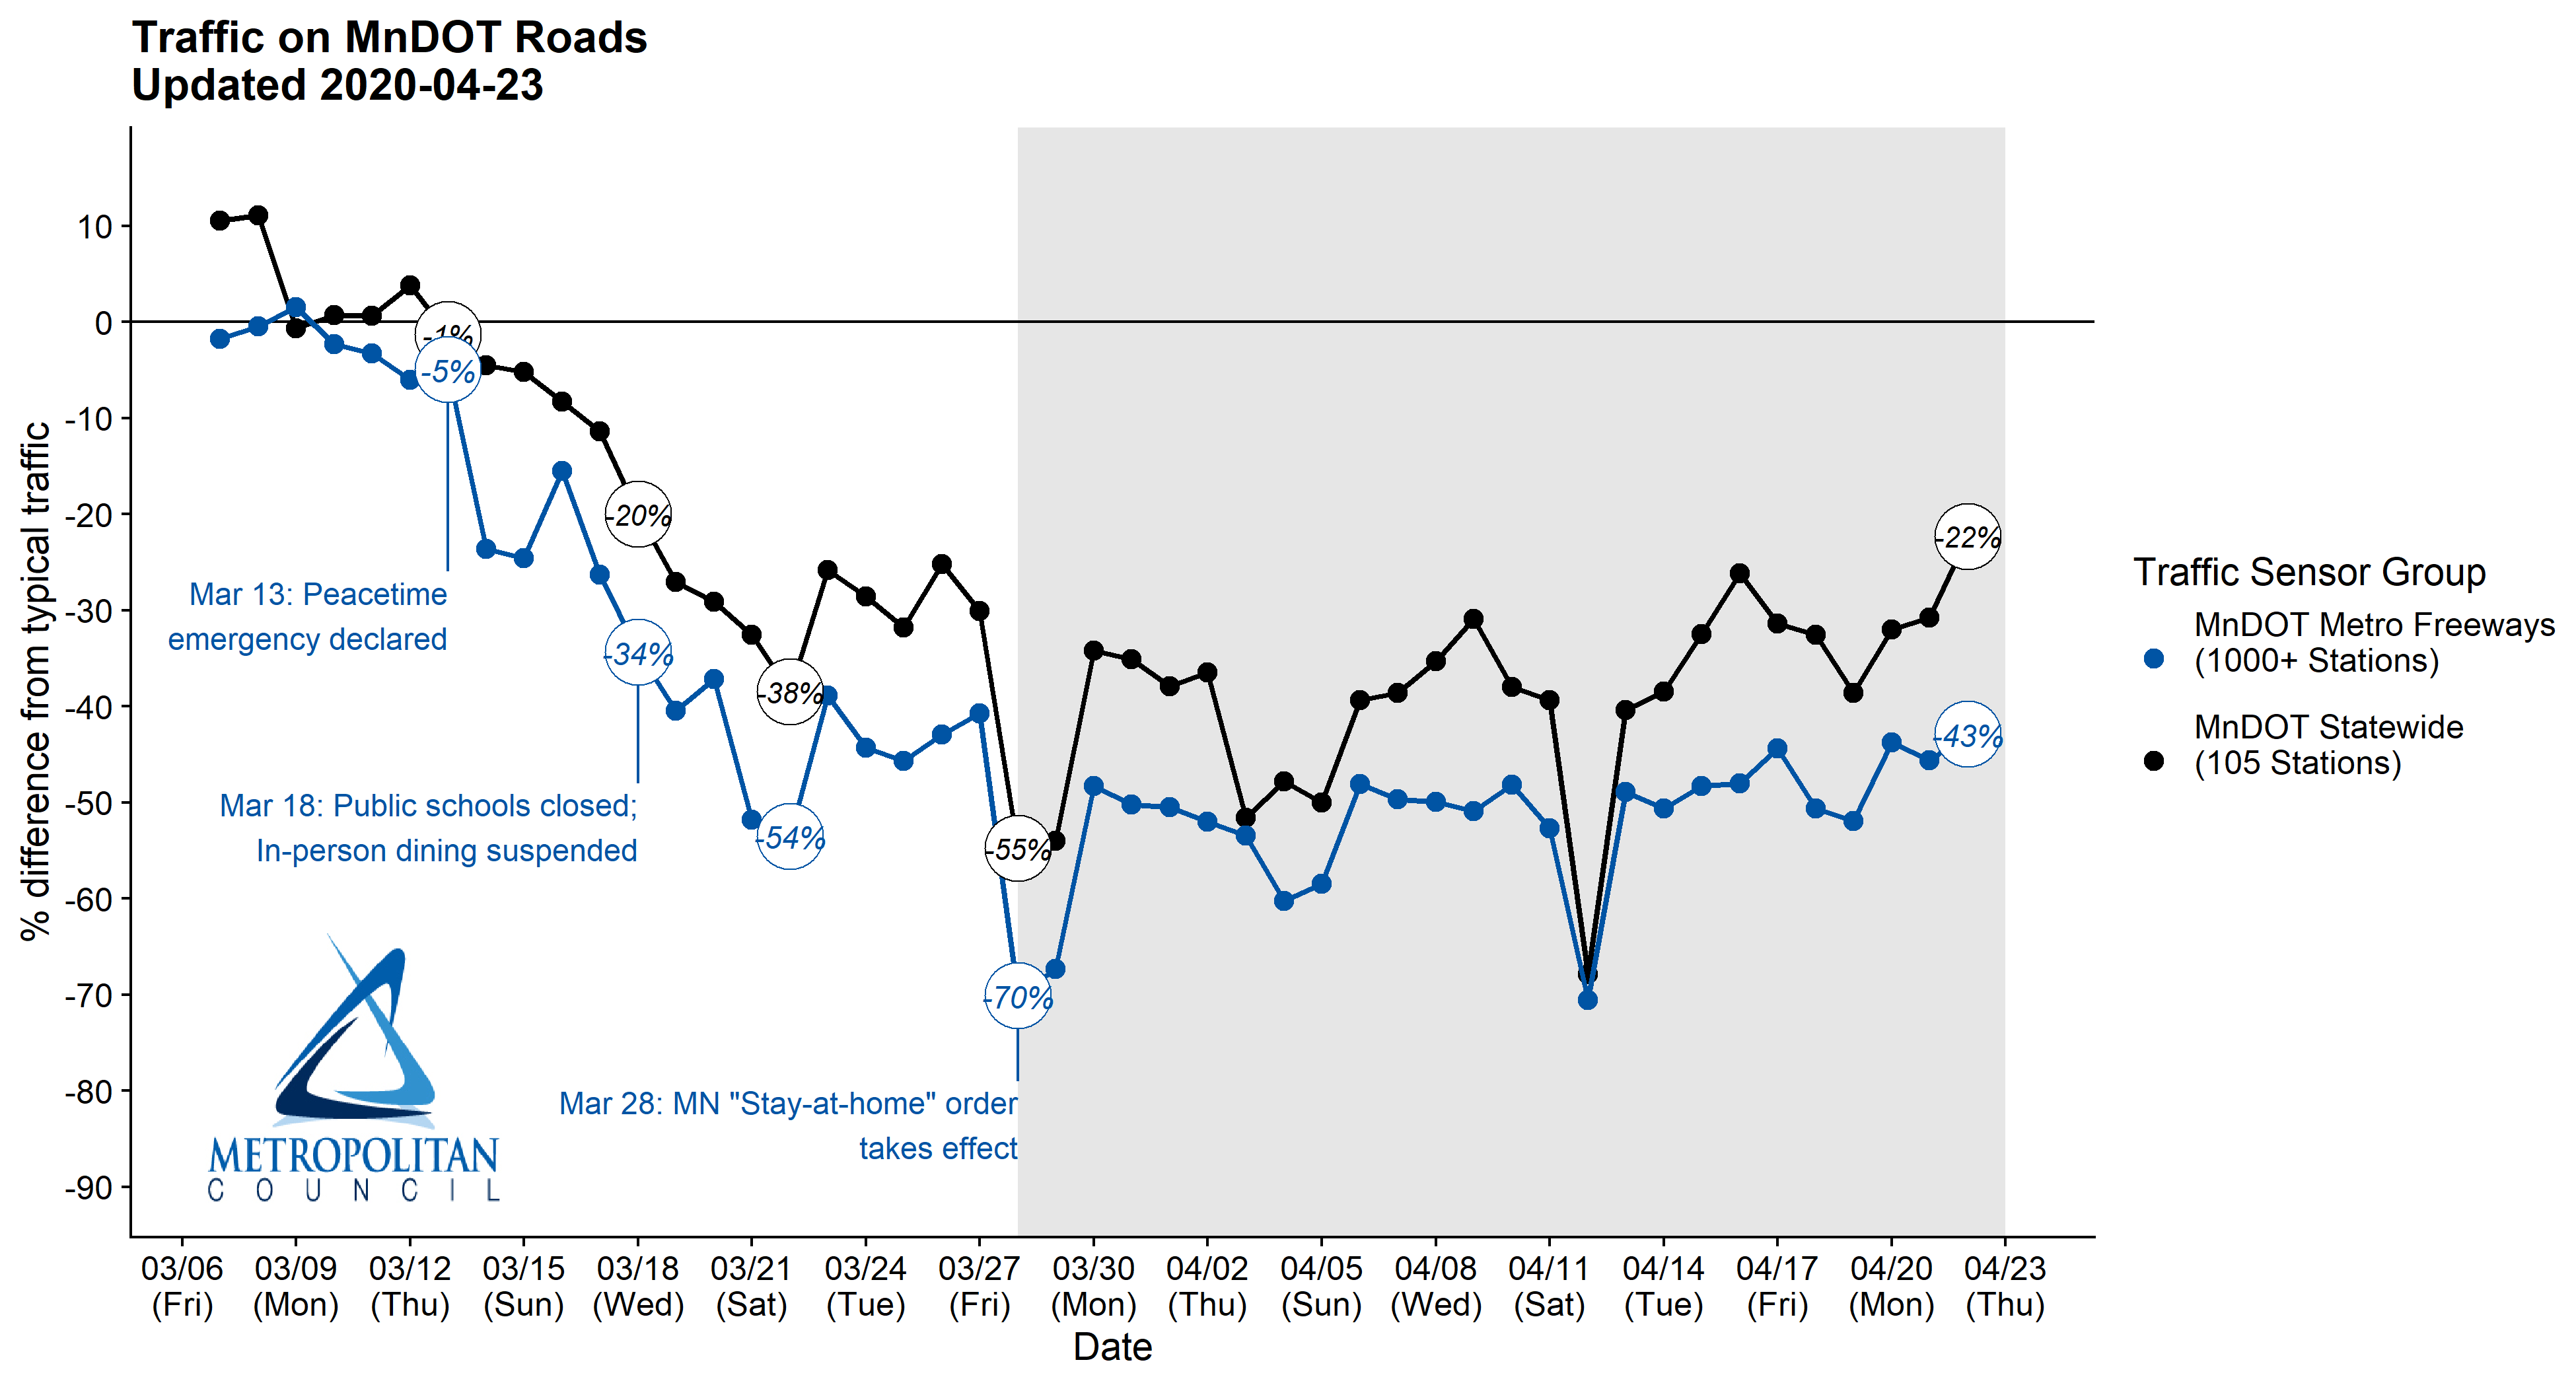 Traffic on MnDOT Roads
Updated 2020-04-23
% difference from typical traffic
10
0
-10
-20
-30
-40
-50
-60
-70
-80
-90
-1%
-5%
-20%
-34%
-38%
-54%
-55%
-70%
-22%
-43%
Mar 13: Peacetime
emergency declared
Mar 18: Public schools closed;
In-person dining suspended
Mar 28: MN "Stay-at-home" order
takes effect
METROPOLITAN
COUNCIL
03/06 03/09 03/12 03/15 03/18 03/21 03/24 03/27 03/30 04/02 04/05 04/08 04/11 04/14 04/17 04/20 04/23
(Fri) (Mon) (Thu) (Sun) (Wed) (Sat) (Tue) (Fri) (Mon) (Thu) (Sun) (Wed) (Sat) (Tue) (Fri) (Mon) (Thu)
Date
Traffic Sensor Group
MnDOT Metro Freeways
(1000+ Stations)
MnDOT Statewide
(105 Stations)